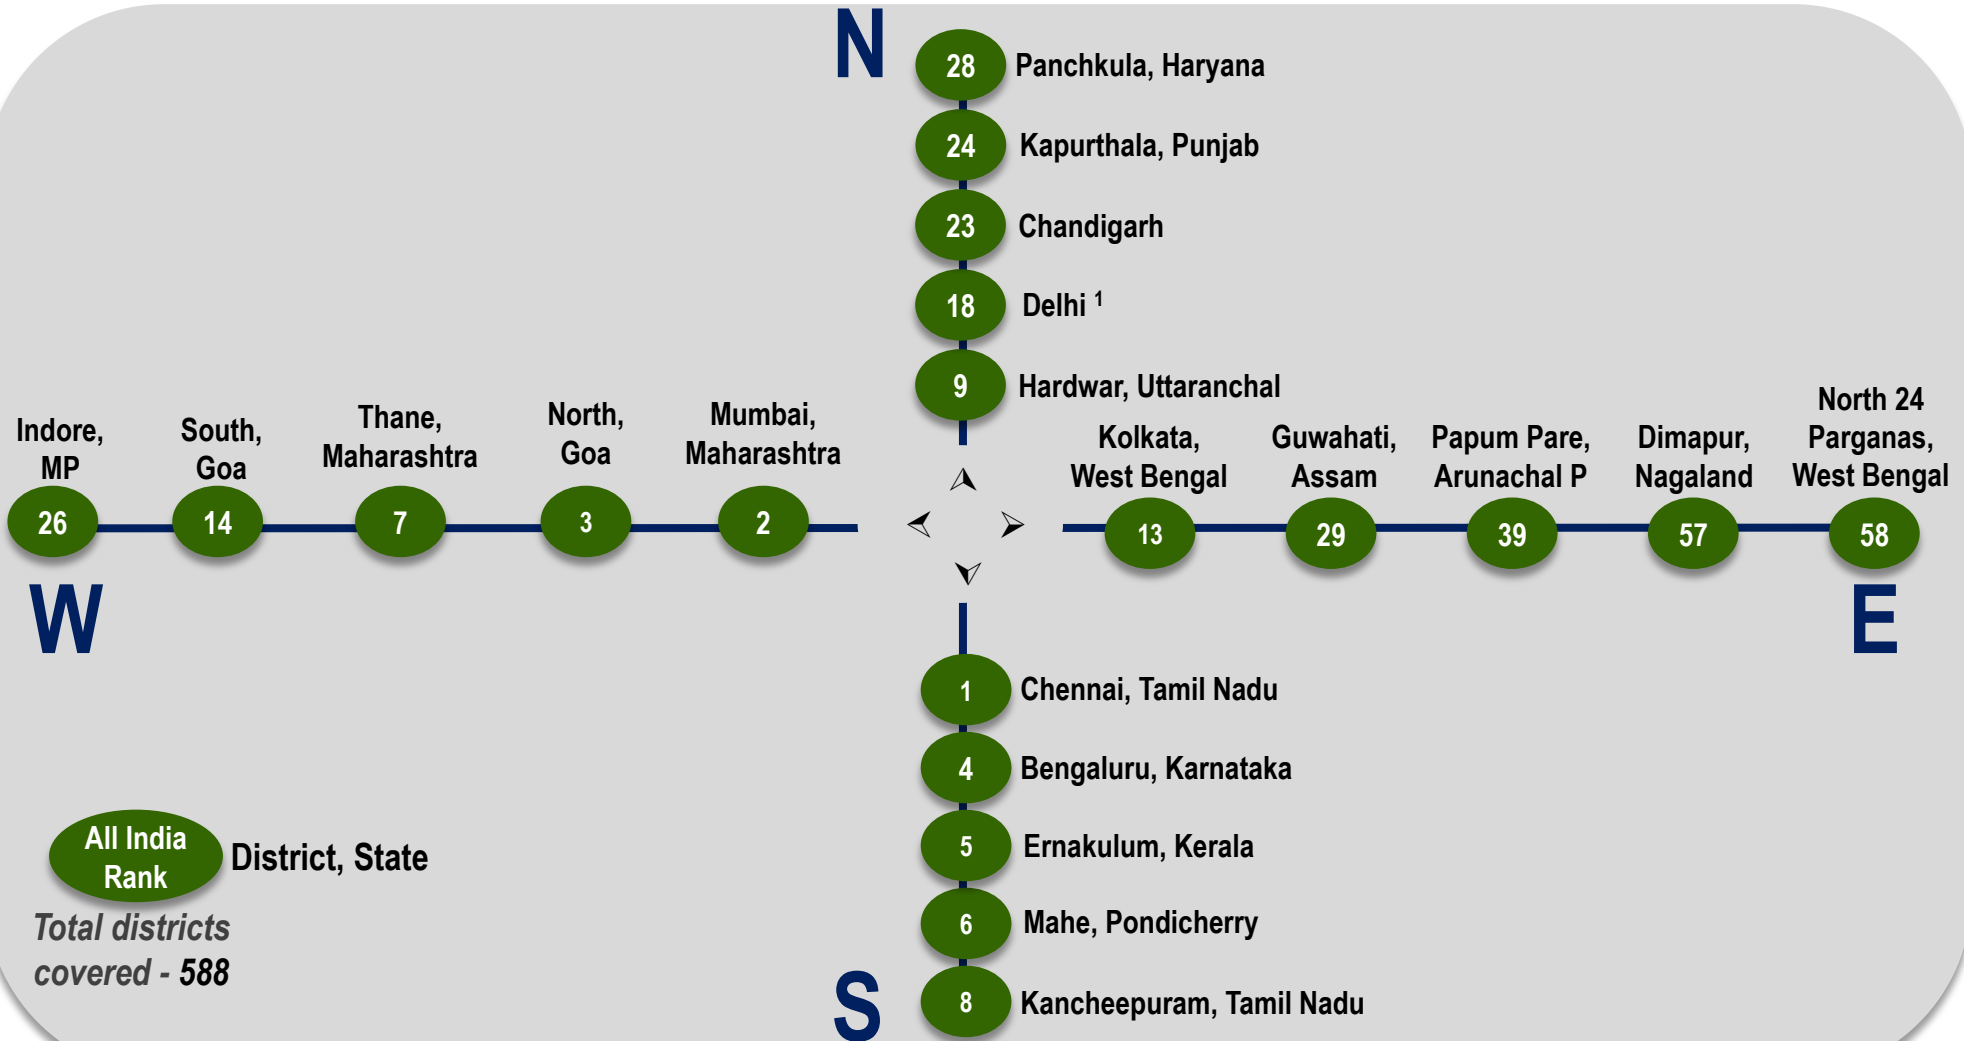 N
28 Panchkula, Haryana
24 Kapurthala, Punjab
23 Chandigarh
18 Delhi ¹
9 Hardwar, Uttaranchal
Indore,
MP
26
South,
Goa
14
Thane,
Maharashtra
7
North,
Goa
3
Mumbai,
Maharashtra
2
W
Kolkata,
West Bengal
13
Guwahati,
Assam
29
Papum Pare,
Arunachal P
39
Dimapur,
Nagaland
57
North 24
Parganas,
West Bengal
58
E
1 Chennai, Tamil Nadu
4 Bengaluru, Karnataka
5 Ernakulum, Kerala
6 Mahe, Pondicherry
8 Kancheepuram, Tamil Nadu
S
All India
Rank
District, State
Total districts
covered - 588